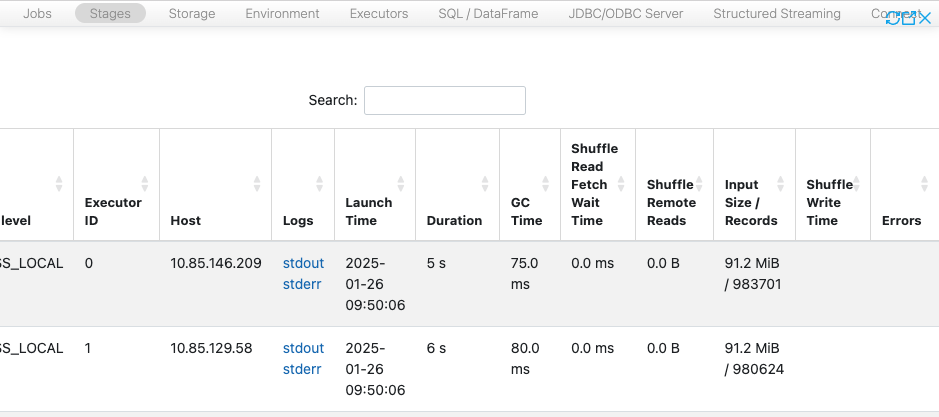 Jobs Stages Storage Environment Executors SQL / DataFrame JDBC/ODBC Server Structured Streaming
Search:
level Executor ID Host Logs Launch Time Duration GC Time Shuffle Read Fetch Wait Time Shuffle Remote Reads Input Size / Records Shuffle Write Time Errors
SS_LOCAL 0 10.85.146.209 stdout stderr 2025-01-26 09:50:06 5 s 75.0 ms 0.0 ms 0.0 B 91.2 MiB / 983701
SS_LOCAL 1 10.85.129.58 stdout stderr 2025-01-26 09:50:06 6 s 80.0 ms 0.0 ms 0.0 B 91.2 MiB / 980624